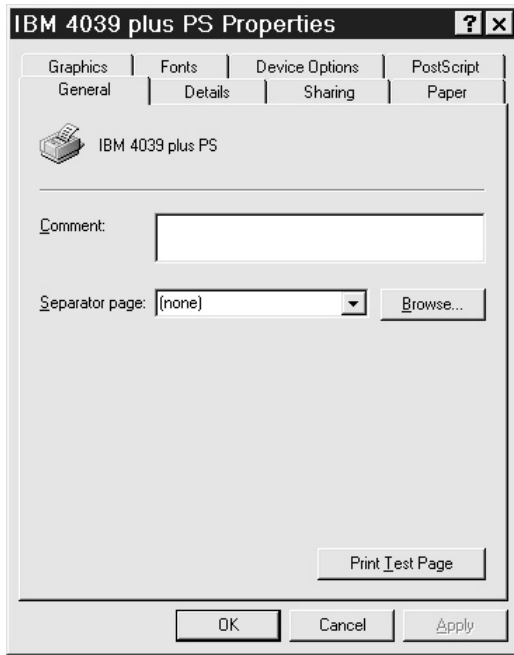 IBM 4039 plus PS Properties
Graphics Fonts Device Options PostScript
General Details Sharing Paper
IBM 4039 plus PS
Comment:
Separator page: (none) Browse...
Print Test Page
OK Cancel Apply